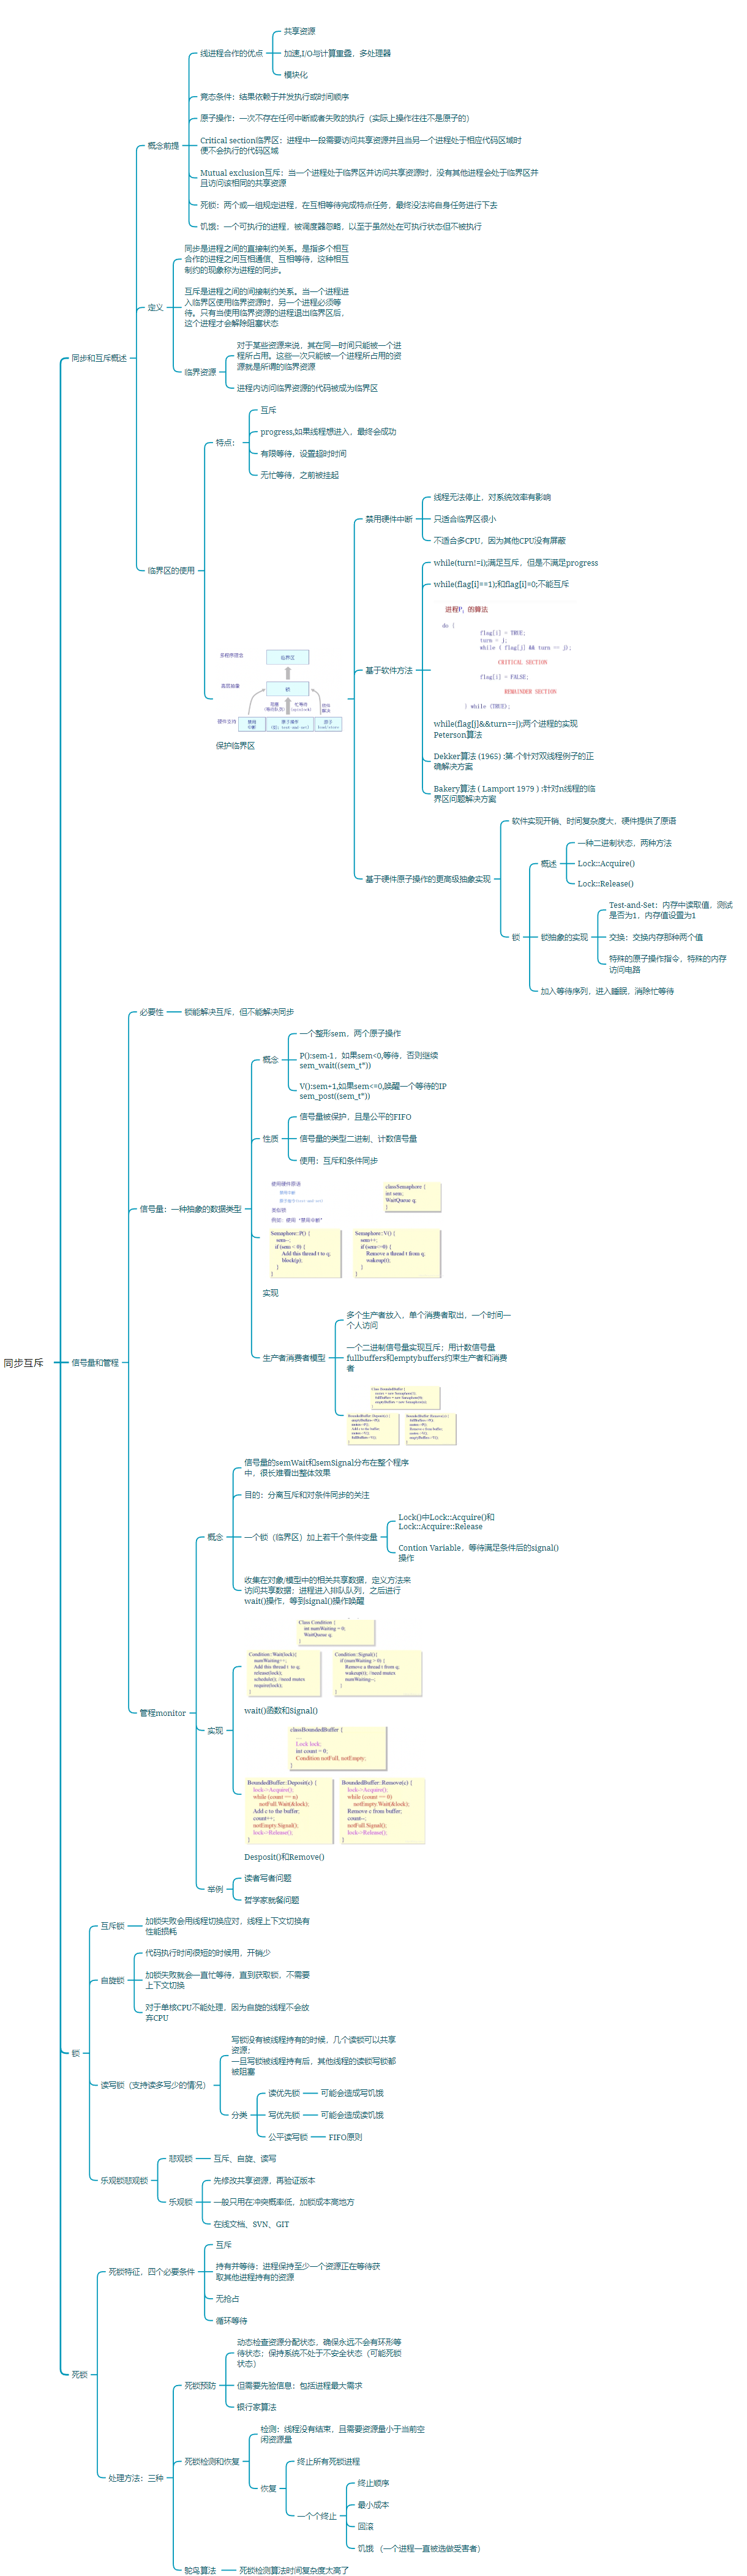 共享资源
线进程合作的优点
加速,I/O与计算重叠，多处理器
模块化
竞态条件：结果依赖于并发执行或时间顺序
原子操作：一次不存在任何中断或者失败的执行（实际上操作往往不是原子的）
概念前提
Critical section临界区：进程中一段需要访问共享资源并且当另一个进程处于相应代码区域时
便不会执行的代码区域
Mutual exclusion互斥：当一个进程处于临界区并访问共享资源时，没有其他进程会处于临界区并
且访问该相同的共享资源
死锁：两个或一组规定进程，在互相等待完成特点任务，最终没法将自身任务进行下去
饥饿：一个可执行的进程，被调度器忽略，以至于虽然处在可执行状态但不被执行
同步是进程之间的直接制约关系。是指多个相互
合作的进程之间互相通信、互相等待，这种相互
制约的现象称为进程的同步。
定义
互斥是进程之间的间接制约关系。当一个进程进
入临界区使用临界资源时，另一个进程必须等
待。只有当使用临界资源的进程退出临界区后，
这个进程才会解除阻塞状态
对于某些资源来说，其在同一时间只能被一个进
程所占用。这些一次只能被一个进程所占用的资
源就是所谓的临界资源
同步和互斥概述
临界资源
进程内访问临界资源的代码被成为临界区
互斥
特点：
progress,如果线程想进入，最终会成功
有限等待，设置超时时间
无忙等待，之前被挂起
临界区的使用
线程无法停止，对系统效率有影响
禁用硬件中断
只适合临界区很小
不适合多CPU，因为其他CPU没有屏蔽
while(turn!=i);满足互斥，但是不满足progress
while(flag[i]==1);和flag[i]=0;不能互斥
进程Pi 的算法
do {
flag[i] = TRUE;
turn = j;
while ( flag[j] && turn == j);
CRITICAL SECTION
flag[i] = FALSE;
REMAINDER SECTION
} while (TRUE);
基于软件方法
临界区
锁
保护临界区
while(flag[j]&&turn==j);两个进程的实现
Peterson算法
Dekker算法 (1965) :第-个针对双线程例子的正
确解决方案
Bakery算法 ( Lamport 1979 ) :针对n线程的临
界区问题解决方案
软件实现开销、时间复杂度大，硬件提供了原语
基于硬件原子操作的更高级抽象实现
一种二进制状态，两种方法
概述
Lock::Acquire()
Lock::Release()
Test-and-Set：内存中读取值，测试
是否为1，内存值设置为1
锁
锁抽象的实现
交换：交换内存那种两个值
特殊的原子操作指令，特殊的内存
访问电路
加入等待序列，进入睡眠，消除忙等待
同步互斥
必要性
锁能解决互斥，但不能解决同步
一个整形sem，两个原子操作
概念
P():sem-1，如果sem<0,等待，否则继续
sem_wait((sem_t*))
V():sem+1,如果sem<=0,唤醒一个等待的IP
sem_post((sem_t*))
信号量被保护，且是公平的FIFO
性质
信号量的类型二进制、计数信号量
使用；互斥和条件同步
信号量：一种抽象的数据类型
使用硬件原语
禁用中断
类似锁
例如：使用 “禁用中断”
classSemaphore {
int sem;
WaitQueue q;
}
Semaphore::P() {
sem--;
if (sem < 0) {
Add this thread t to q;
block(p);
}
}
Semaphore::V() {
sem++;
if (sem<=0) {
Remove a thread t from q;
wakeup(t);
}
}
实现
多个生产者放入，单个消费者取出，一个时间一
个人访问
生产者消费者模型
一个二进制信号量实现互斥；用计数信号量
fullbuffers和emptybuffers约束生产者和消费
者
信号量和管程
信号量的semWait和semSignal分布在整个程序
中，很长难看出整体效果
目的：分离互斥和对条件同步的关注
概念
一个锁（临界区）加上若干个条件变量
Lock()中Lock::Acquire()和
Lock::Acquire::Release
Contion Variable，等待满足条件后的signal()
操作
收集在对象/模型中的相关共享数据，定义方法来
访问共享数据；进程进入排队队列，之后进行
wait()操作，等到signal()操作唤醒
Class Condition {
int numWaiting = 0;
WaitQueue q;
}
Condition::Wait(lock){
numWaiting++;
Add this thread t to q;
release(lock);
schedule(); //need mutex
require(lock);
}
Condition::Signal(){
if (numWaiting > 0) {
Remove a thread t from q;
wakeup(t); //need mutex
numWaiting--;
}
}
wait()函数和Signal()
管程monitor
实现
classBoundedBuffer {
...
Lock lock;
int count = 0;
Condition notFull, notEmpty;
}
BoundedBuffer::Deposit(c) {
lock->Acquire();
while (count == n)
notFull.Wait(&lock);
Add c to the buffer;
count++;
notEmpty.Signal();
lock->Release();
}
BoundedBuffer::Remove(c) {
lock->Acquire();
while (count == 0)
notEmpty.Wait(&lock);
Remove c from buffer;
count--;
notFull.Signal();
lock->Release();
}
Desposit()和Remove()
举例
读者写者问题
哲学家就餐问题
互斥锁
加锁失败会用线程切换应对，线程上下文切换有
性能损耗
代码执行时间很短的时候用，开销少
自旋锁
加锁失败就会一直忙等待，直到获取锁，不需要
上下文切换
对于单核CPU不能处理，因为自旋的线程不会放
弃CPU
锁
写锁没有被线程持有的时候，几个读锁可以共享
资源；
一旦写锁被线程持有后，其他线程的读锁写锁都
被阻塞
读写锁（支持读多写少的情况）
读优先锁
可能会造成写饥饿
分类
写优先锁
可能会造成读饥饿
公平读写锁
FIFO原则
悲观锁
互斥、自旋、读写
乐观锁悲观锁
先修改共享资源，再验证版本
乐观锁
一般只用在冲突概率低，加锁成本高地方
在线文档、SVN、GIT
互斥
死锁特征，四个必要条件
持有并等待：进程保持至少一个资源正在等待获
取其他进程持有的资源
无抢占
循环等待
死锁
动态检查资源分配状态，确保永远不会有环形等
待状态；保持系统不处于不安全状态（可能死锁
状态）
死锁预防
但需要先验信息：包括进程最大需求
银行家算法
检测：线程没有结束，且需要资源量小于当前空
闲资源量
死锁检测和恢复
终止所有死锁进程
处理方法：三种
恢复
终止顺序
最小成本
一个个终止
回滚
饥饿 （一个进程一直被选做受害者）
鸵鸟算法
死锁检测算法时间复杂度太高了